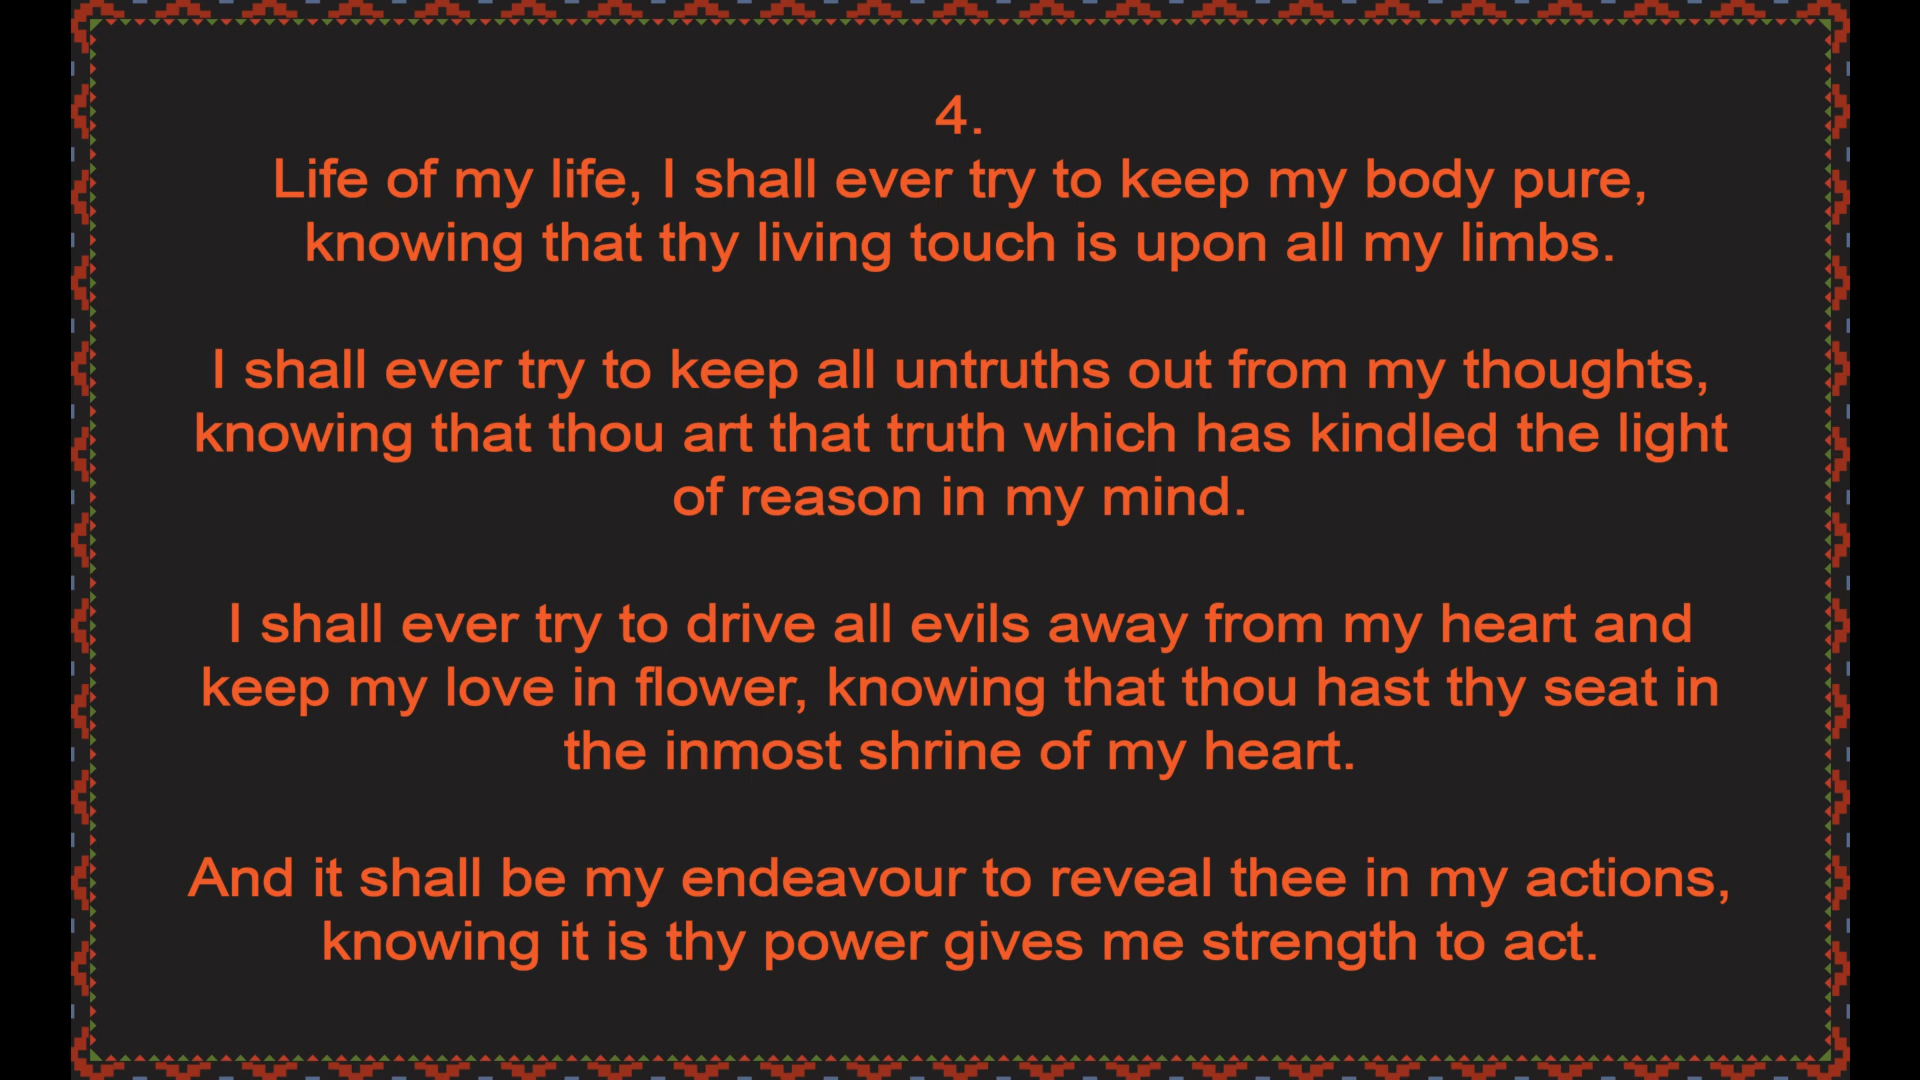 4.
Life of my life, I shall ever try to keep my body pure,
knowing that thy living touch is upon all my limbs.
I shall ever try to keep all untruths out from my thoughts,
knowing that thou art that truth which has kindled the light
of reason in my mind.
I shall ever try to drive all evils away from my heart and
keep my love in flower, knowing that thou hast thy seat in
the inmost shrine of my heart.
And it shall be my endeavour to reveal thee in my actions,
knowing it is thy power gives me strength to act.